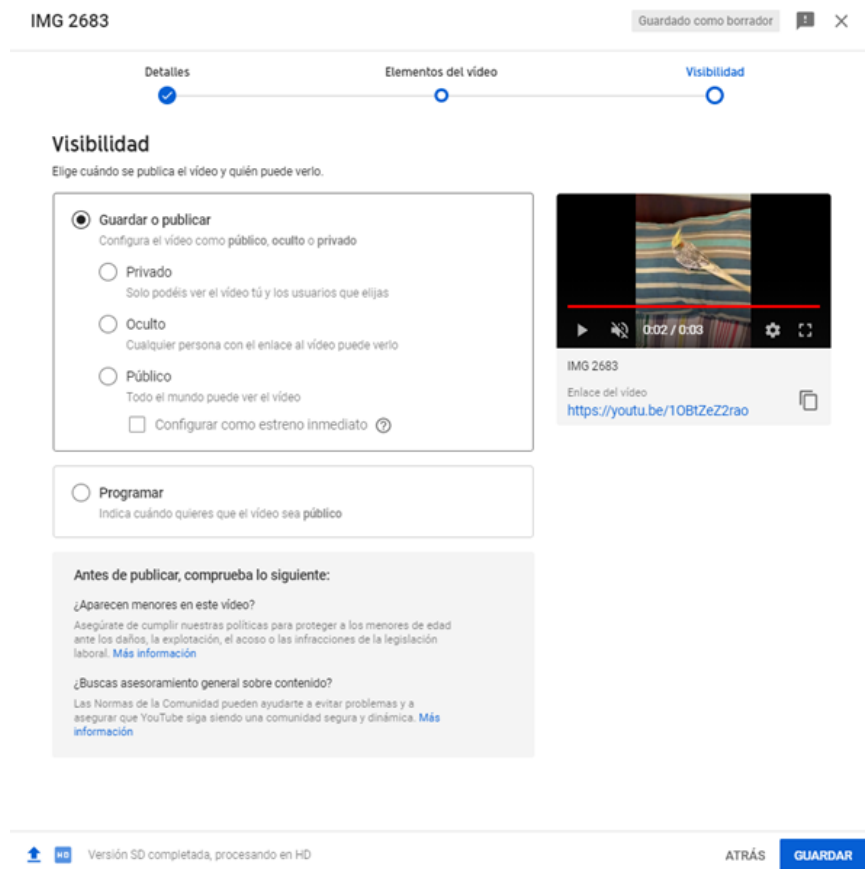 IMG 2683
Guardado como borrador
Detalles
Elementos del vídeo
Visibilidad
Visibilidad
Elige cuándo se publica el vídeo y quién puede verlo.
Guardar o publicar
Configura el vídeo como público, oculto o privado
Privado
Solo podéis ver el vídeo tú y los usuarios que elijas
Oculto
Cualquier persona con el enlace al vídeo puede verlo
Público
Todo el mundo puede ver el vídeo
Configurar como estreno inmediato
0:02 / 0:03
IMG 2683
Enlace del vídeo
https://youtu.be/1OBtZeZ2rao
Programar
Indica cuándo quieres que el vídeo sea público
Antes de publicar, comprueba lo siguiente:
¿Aparecen menores en este vídeo?
Asegúrate de cumplir nuestras políticas para proteger a los menores de edad
ante los daños, la explotación, el acoso o las infracciones de la legislación
laboral. Más información
¿Buscas asesoramiento general sobre contenido?
Las Normas de la Comunidad pueden ayudarte a evitar problemas y a
asegurar que YouTube siga siendo una comunidad segura y dinámica. Más
información
HD
Versión SD completada, procesando en HD
ATRÁS
GUARDAR